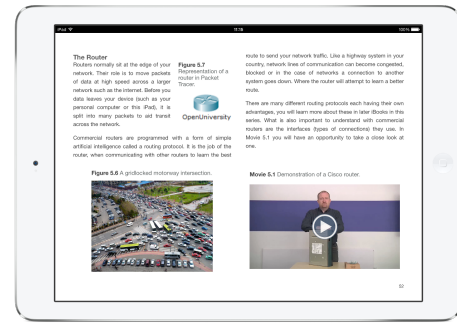 iPad
11:16
100%
The Router
Routers normally sit at the edge of your
network, Their role is to move packets
of data at high speed across a larger
network such as the internet. Before you
data leaves your device (such as your
personal computer or this iPad), it is
split into many packets to aid transit
across the network.
Figure 5.7
Representation of a
router in Packet
Tracer.
OpenUniversity
Commercial routers are programmed with a form of simple
artificial intelligence called a routing protocol. It is the job of the
router, when communicating with other routers to learn the best
Figure 5.6 A gridlocked motorway intersection.
route to send your network traffic, Like a highway system in your
country, network lines of communication can become congested,
blocked or in the case of networks a connection to another
system goes down. Where the router will attempt to learn a better
route.
There are many different routing protocols each having their own
advantages, you will learn more about these in later iBooks in this
series. What is also important to understand with commercial
routers are the interfaces (types of connections) they use. In
Movie 5.1 you will have an opportunity to take a close look at
one.
Movie 5.1 Demonstration of a Cisco router.
52